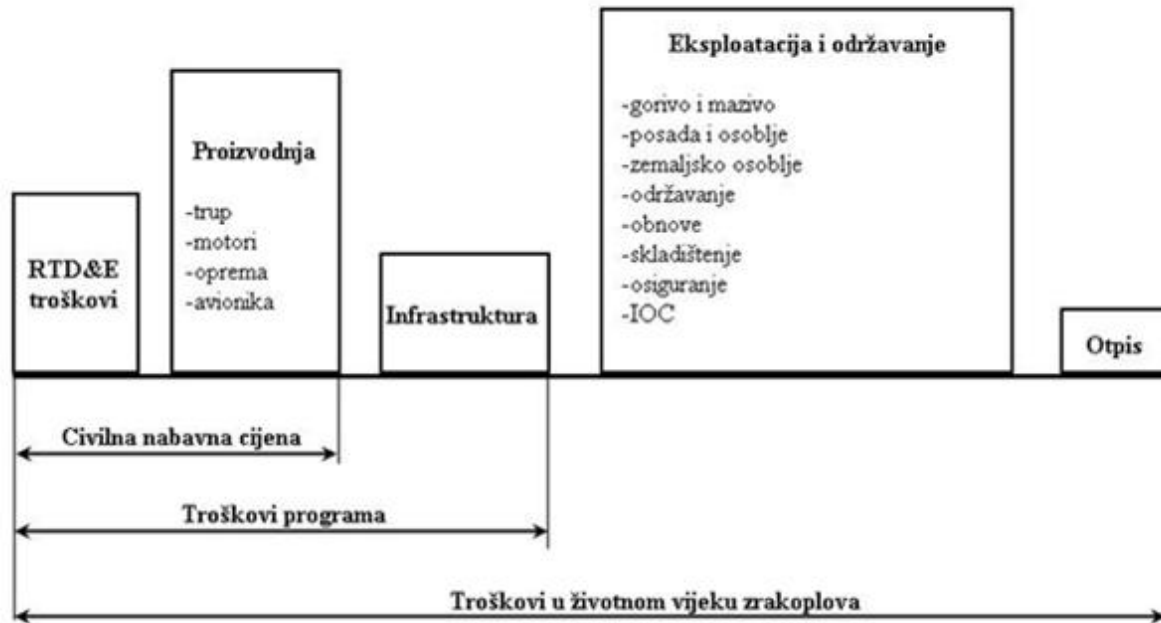 RTD&E
troškovi
Proizvodnja
-trup
-motori
-oprema
-avionika
Infrastruktura
Eksploatacija i održavanje
-gorivo i mazivo
-posada i osoblje
-zemaljsko osoblje
-održavanje
-obnove
-skladištenje
-osiguranje
-IOC
Otpis
Civilna nabavna cijena
Troškovi programa
Troškovi u životnom vijeku zrakoplova